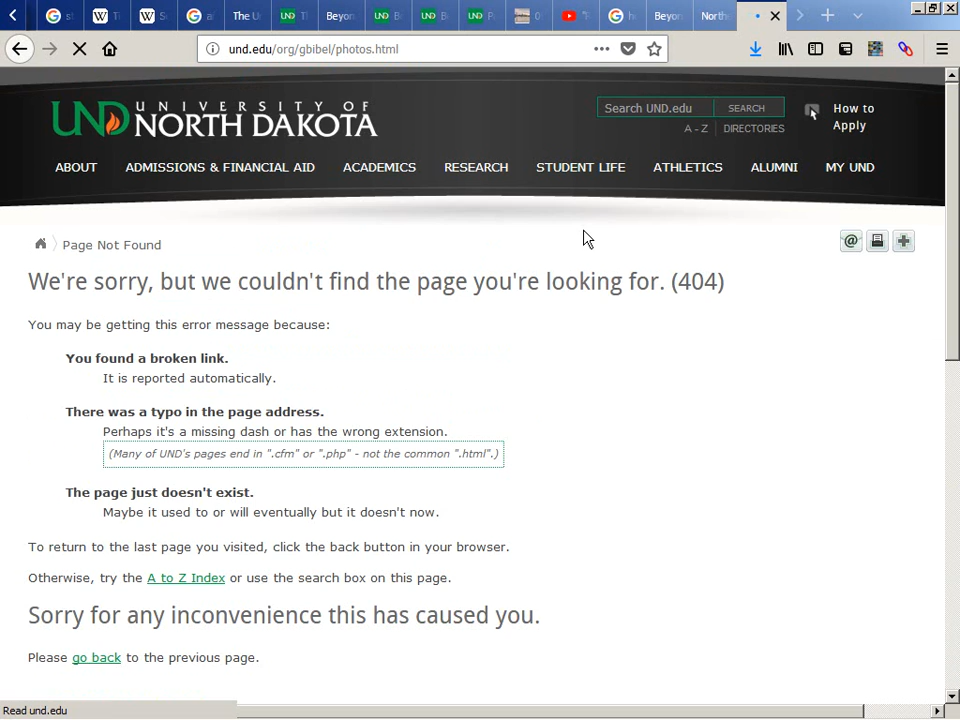 st
T
S
ar
The U
T
Beyon
B
B
P
09
"
ho
Beyon
North
und.edu/org/gbibel/photos.html
UND UNIVERSITY OF NORTH DAKOTA
Search UND.edu SEARCH
A - Z DIRECTORIES
How to
Apply
ABOUT ADMISSIONS & FINANCIAL AID ACADEMICS RESEARCH STUDENT LIFE ATHLETICS ALUMNI MY UND
Page Not Found
We're sorry, but we couldn't find the page you're looking for. (404)
You may be getting this error message because:
You found a broken link.
It is reported automatically.
There was a typo in the page address.
Perhaps it's a missing dash or has the wrong extension.
(Many of UND's pages end in ".cfm" or ".php" - not the common ".html".)
The page just doesn't exist.
Maybe it used to or will eventually but it doesn't now.
To return to the last page you visited, click the back button in your browser.
Otherwise, try the A to Z Index or use the search box on this page.
Sorry for any inconvenience this has caused you.
Please go back to the previous page.
Read und.edu